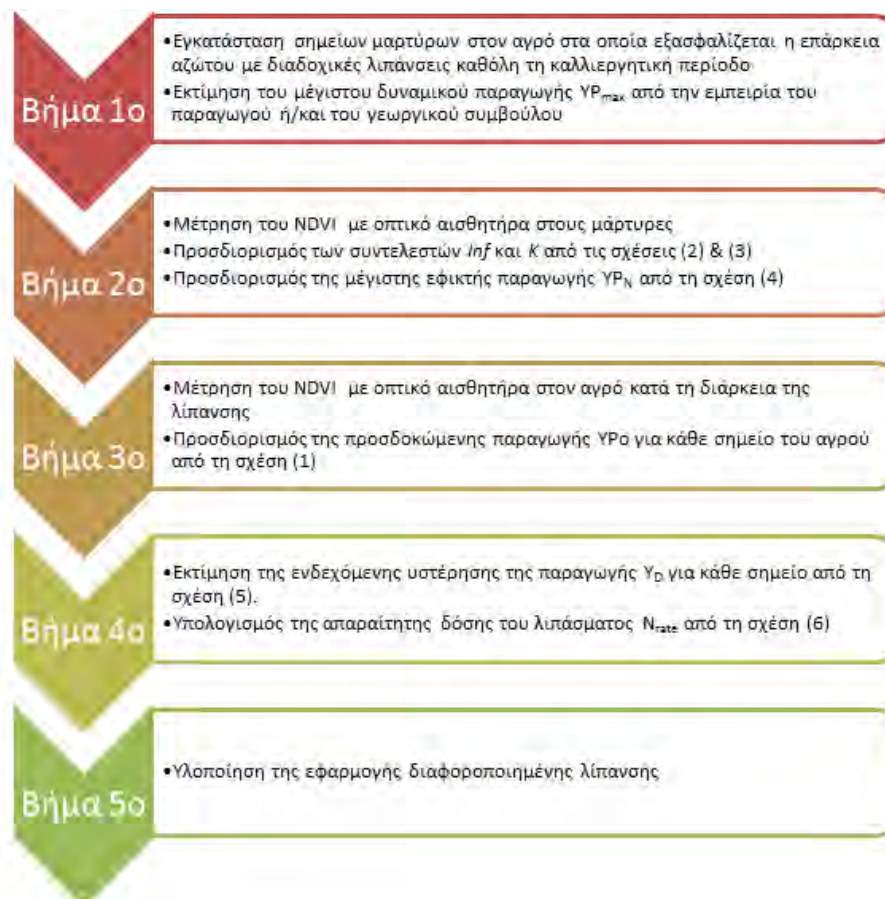 Βήμα 1ο
•Εγκατάσταση σημείων μαρτύρων στον αγρό στα οποία εξασφαλίζεται η επάρκεια
αζώτου με διαδοχικές λιπάνσεις καθόλη τη καλλιεργητική περίοδο
•Εκτίμηση του μέγιστου δυναμικού παραγωγής YPmax από την εμπειρία του
παραγωγού ή/και του γεωργικού συμβούλου
Βήμα 2ο
•Μέτρηση του NDVI με οπτικό αισθητήρα στους μάρτυρες
•Προσδιορισμός των συντελεστών Inf και K από τις σχέσεις (2) & (3)
•Προσδιορισμός της μέγιστης εφικτής παραγωγής YPN από τη σχέση (4)
Βήμα 3ο
•Μέτρηση του NDVI με οπτικό αισθητήρα στον αγρό κατά τη διάρκεια της
λίπανσης
•Προσδιορισμός της προσδοκώμενης παραγωγής YPo για κάθε σημείο του αγρού
από τη σχέση (1)
Βήμα 4ο
•Εκτίμηση της ενδεχόμενης υστέρησης της παραγωγής YD για κάθε σημείο από τη
σχέση (5).
•Υπολογισμός της απαραίτητης δόσης του λιπάσματος Nrate από τη σχέση (6)
Βήμα 5ο
•Υλοποίηση της εφαρμογής διαφοροποιημένης λίπανσης